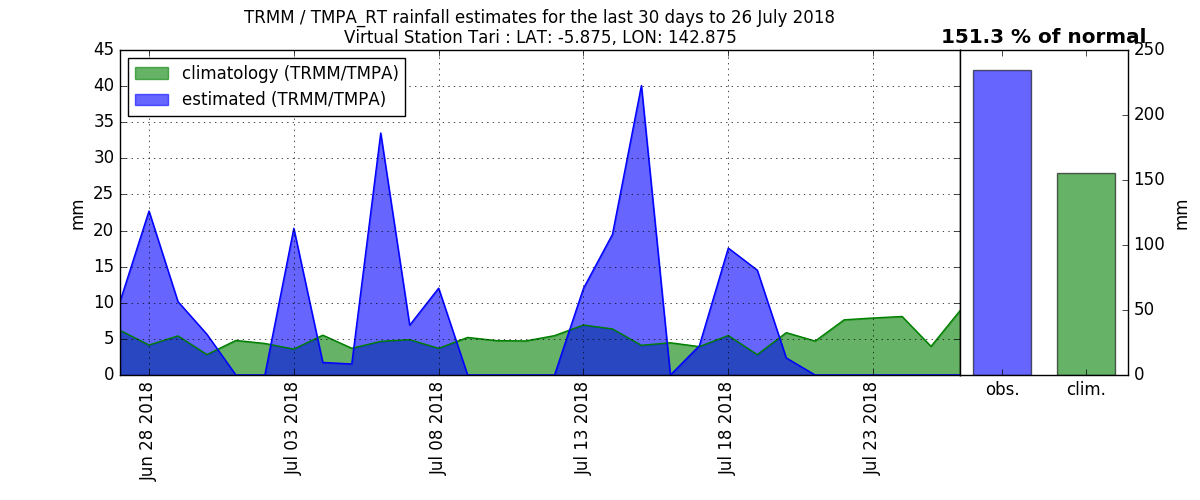 TRMM / TMPA_RT rainfall estimates for the last 30 days to 26 July 2018
Virtual Station Tari : LAT: -5.875, LON: 142.875
151.3 % of normal
climatology (TRMM/TMPA)
estimated (TRMM/TMPA)
45
40
35
30
25
20
15
10
5
0
mm
Jun 28 2018
Jul 03 2018
Jul 08 2018
Jul 13 2018
Jul 18 2018
Jul 23 2018
250
200
150
100
50
0
mm
obs.
clim.